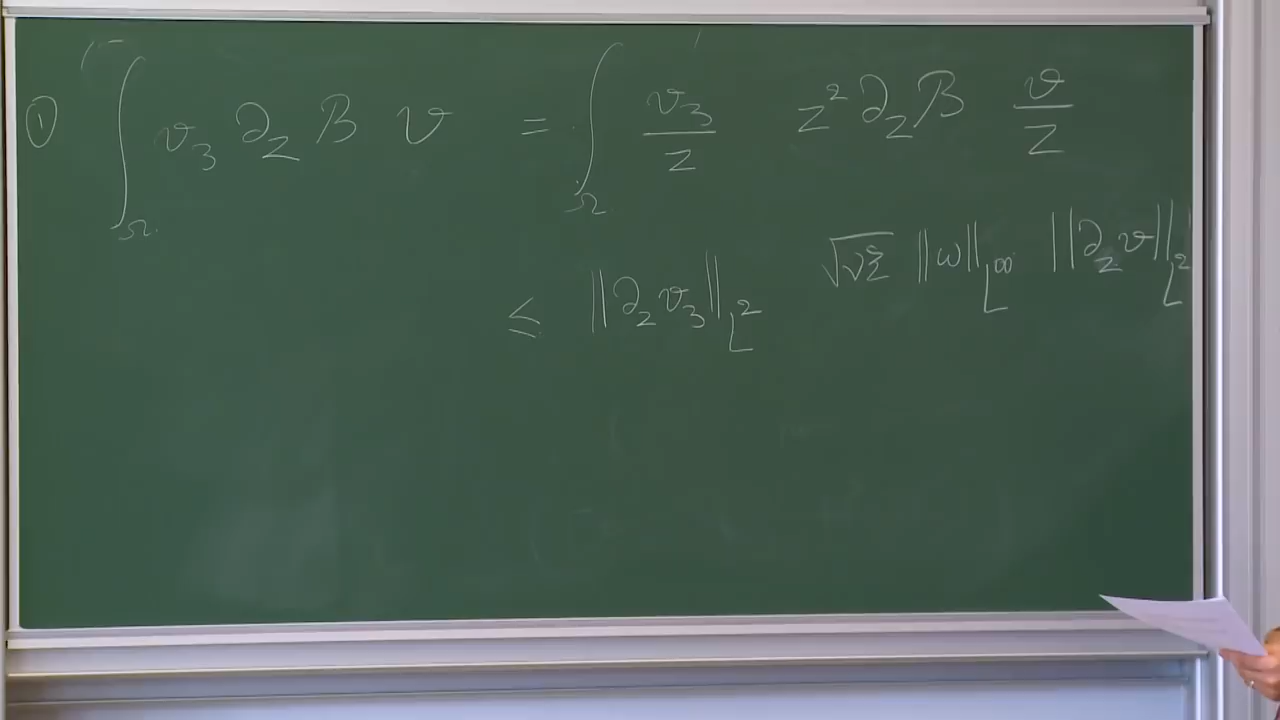 ① ∫_Ω v₃ ∂_z B v = ∫_Ω v₃/z z² ∂_z B v/z
≤ ||∂_z v₃||_{L²} √(νε) ||ω||_{L^∞} ||∂_z v||_{L²}